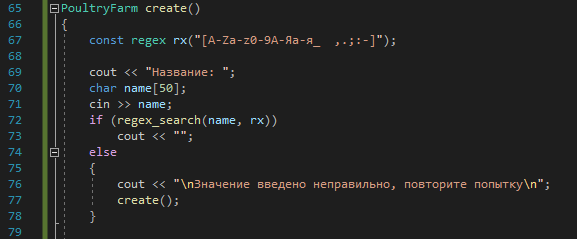 65 PoultryFarm create()
66 {
67 const regex rx("[A-Za-z0-9А-Яа-я_  ,.;:-]");
68
69 cout << "Название: ";
70 char name[50];
71 cin >> name;
72 if (regex_search(name, rx))
73 cout << "";
74 else
75 {
76 cout << "\nЗначение введено неправильно, повторите попытку\n";
77 create();
78 }
79